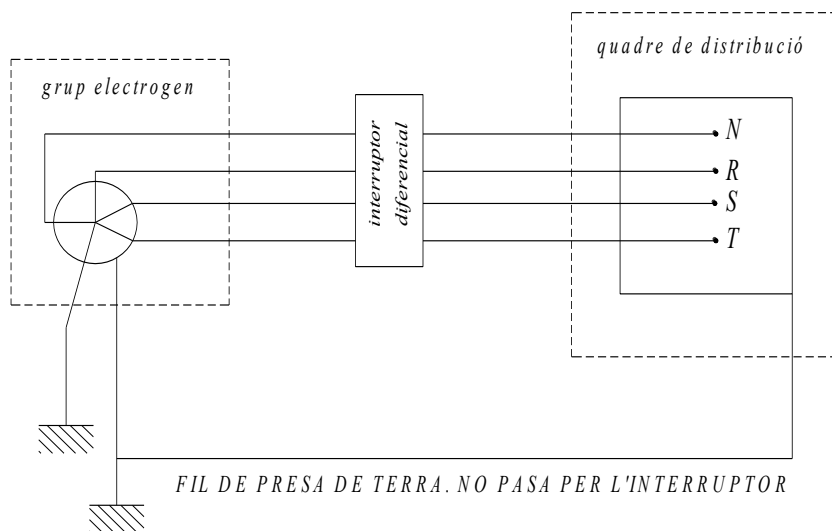 quadre de distribució
grup electrogen
interruptor
diferencial
N
R
S
T
FIL DE PRESA DE TERRA. NO PASA PER L'INTERRUPTOR